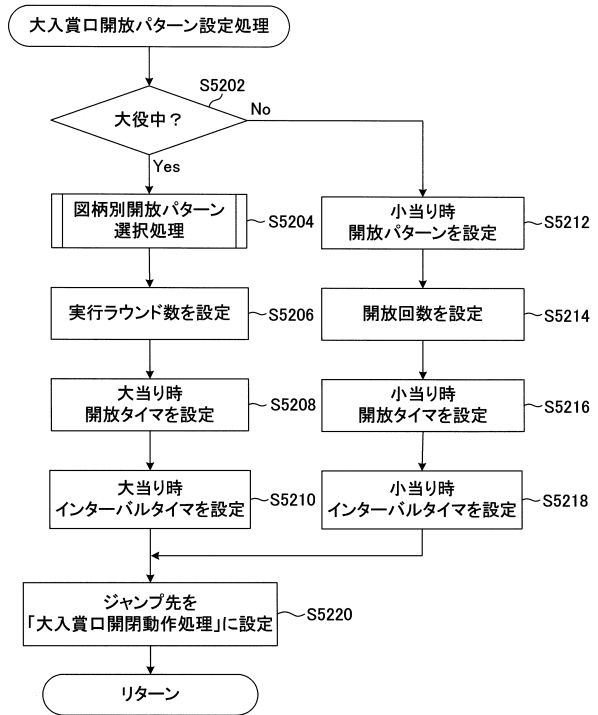 大入賞口開放パターン設定処理
S5202
大役中？
No
Yes
図柄別開放パターン
選択処理
S5204
小当り時
開放パターンを設定
S5212
実行ラウンド数を設定
S5206
開放回数を設定
S5214
大当り時
開放タイマを設定
S5208
小当り時
開放タイマを設定
S5216
大当り時
インターバルタイマを設定
S5210
小当り時
インターバルタイマを設定
S5218
ジャンプ先を
「大入賞口開閉動作処理」に設定
S5220
リターン